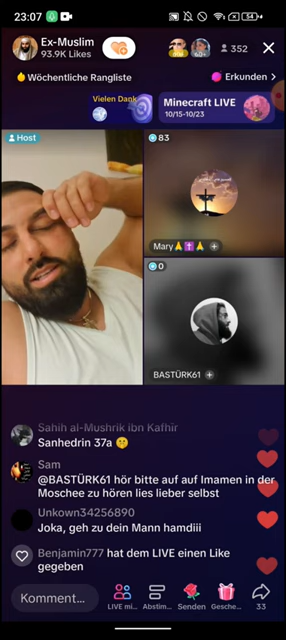 23:07
54
Ex-Muslim
93.9K Likes
352
Wöchentliche Rangliste
Erkunden
Vielen Dank
Minecraft LIVE
10/15-10/23
Host
83
Mary
0
BASTÜRK61
Sahih al-Mushrik ibn Kafhir
Sanhedrin 37a
Sam
@BASTÜRK61 hör bitte auf auf Imamen in der
Moschee zu hören lies lieber selbst
Unkown34256890
Joka, geh zu dein Mann hamdiii
Benjamin777 hat dem LIVE einen Like
gegeben
Komment...
LIVE mi...
Abstim...
Senden
Gesche...
33